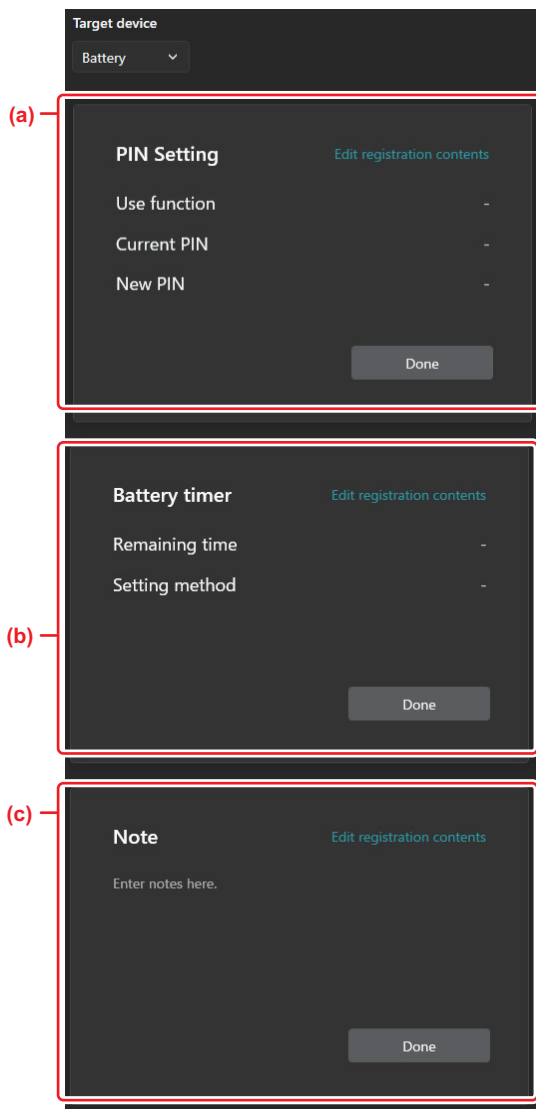 Target device
Battery
(a)
PIN Setting Edit registration contents
Use function -
Current PIN -
New PIN -
Done
Battery timer Edit registration contents
Remaining time -
Setting method -
(b)
Done
(c)
Note Edit registration contents
Enter notes here.
Done